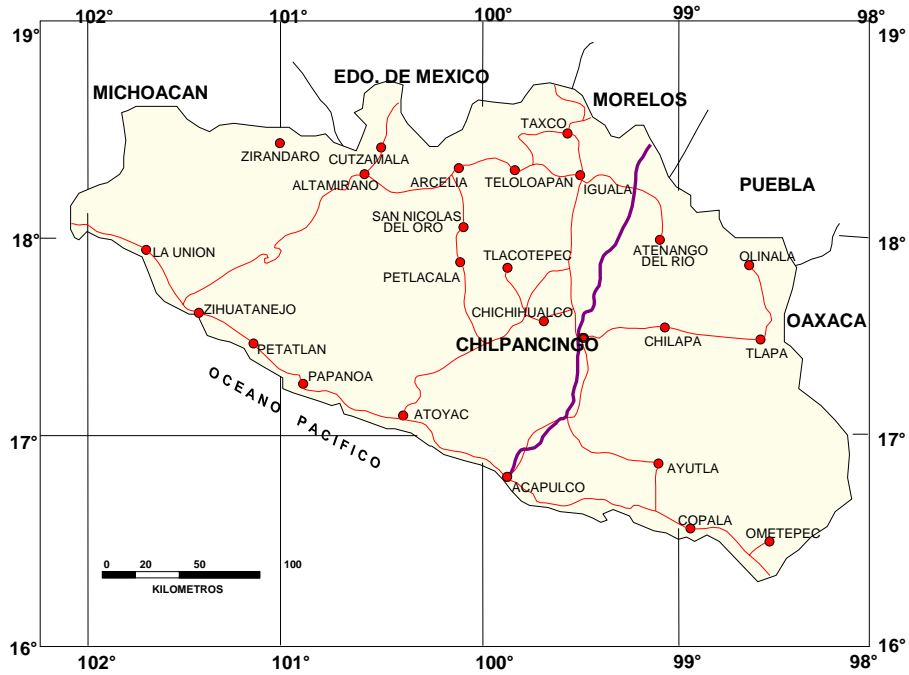 102°
101°
100°
99°
98°
19°
19°
EDO. DE MEXICO
MICHOACAN
MORELOS
TAXCO
ZIRANDARO
CUTZAMALA
ALTAMIRANO
ARCELIA
TELOLOAPAN
IGUALA
PUEBLA
SAN NICOLAS
DEL ORO
18°
18°
LA UNION
TLACOTEPEC
ATENANGO
DEL RIO
OLINALA
PETLACALA
ZIHUATANEJO
CHICHIHUALCO
OAXACA
PETATLAN
CHILPANCINGO
CHILAPA
TLAPA
PAPANOA
OCEANO PACIFICO
ATOYAC
17°
17°
AYUTLA
ACAPULCO
COPALA
OMETEPEC
0 20 50 100
KILOMETROS
16°
16°
102°
101°
100°
99°
98°